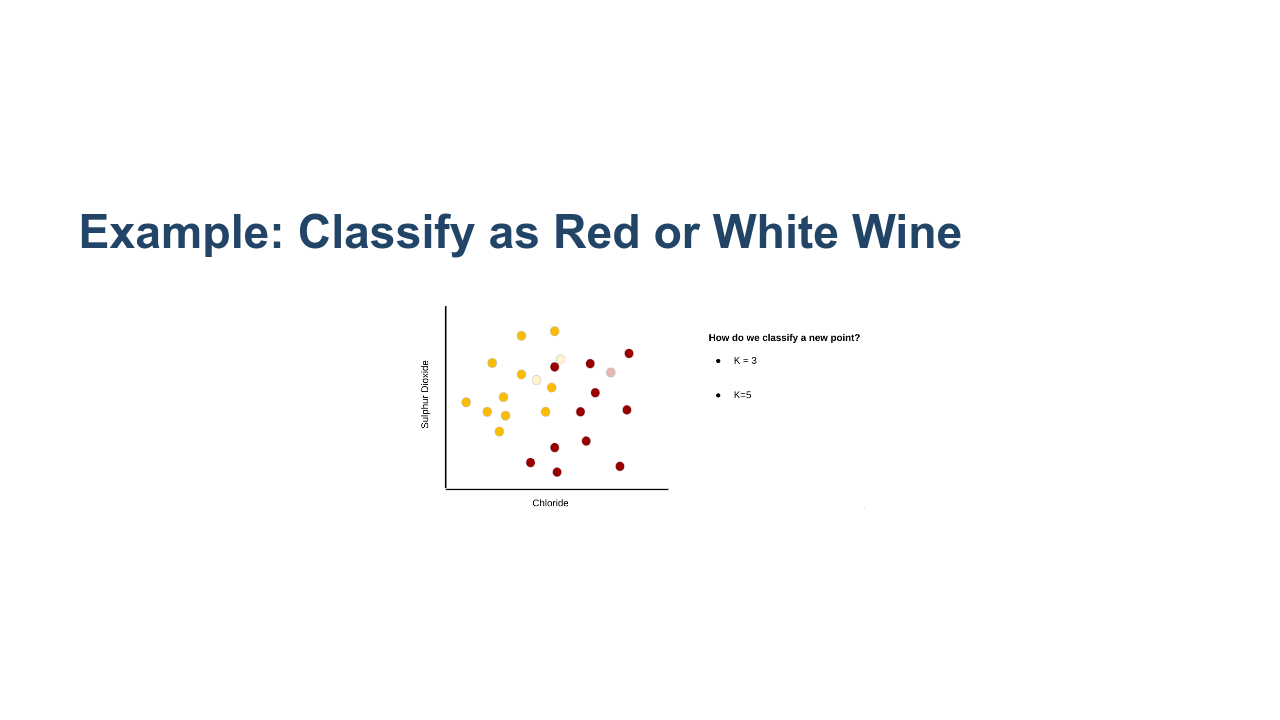 Example: Classify as Red or White Wine
Sulphur Dioxide
Chloride
How do we classify a new point?
● K = 3
● K=5